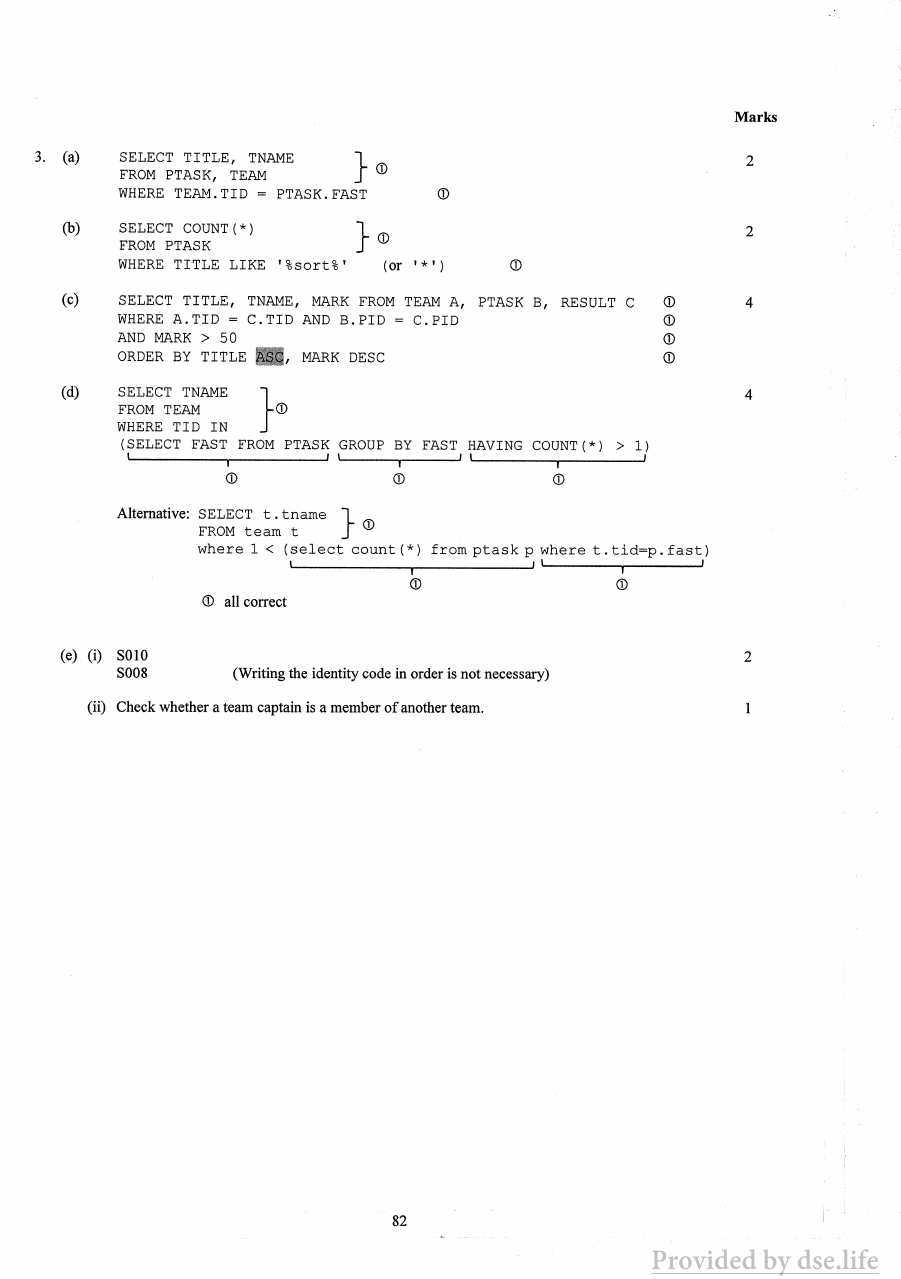 Marks
3. (a) SELECT TITLE, TNAME ① 2
FROM PTASK, TEAM
WHERE TEAM.TID = PTASK.FAST ①
(b) SELECT COUNT(*) ① 2
FROM PTASK
WHERE TITLE LIKE '%sort%' (or '*') ①
(c) SELECT TITLE, TNAME, MARK FROM TEAM A, PTASK B, RESULT C ① 4
WHERE A.TID = C.TID AND B.PID = C.PID ①
AND MARK > 50 ①
ORDER BY TITLE ASC, MARK DESC ①
(d) SELECT TNAME 4
FROM TEAM ①
WHERE TID IN
(SELECT FAST FROM PTASK GROUP BY FAST HAVING COUNT(*) > 1)
① ① ①
Alternative: SELECT t.tname ①
FROM team t
where 1 < (select count(*) from ptask p where t.tid=p.fast)
① ①
① all correct
(e) (i) S010 2
S008 (Writing the identity code in order is not necessary)
(ii) Check whether a team captain is a member of another team. 1
82
Provided by dse.life